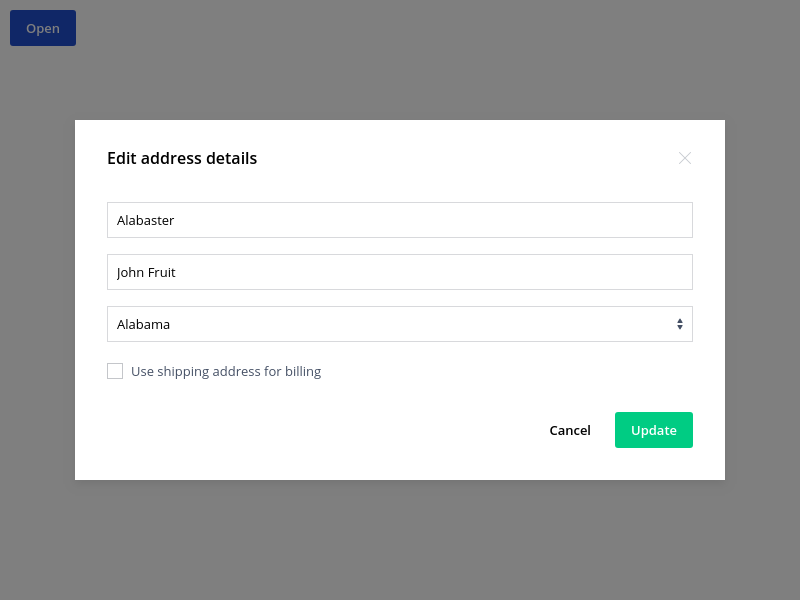 Open
Edit address details
Alabaster
John Fruit
Alabama
Use shipping address for billing
Cancel
Update